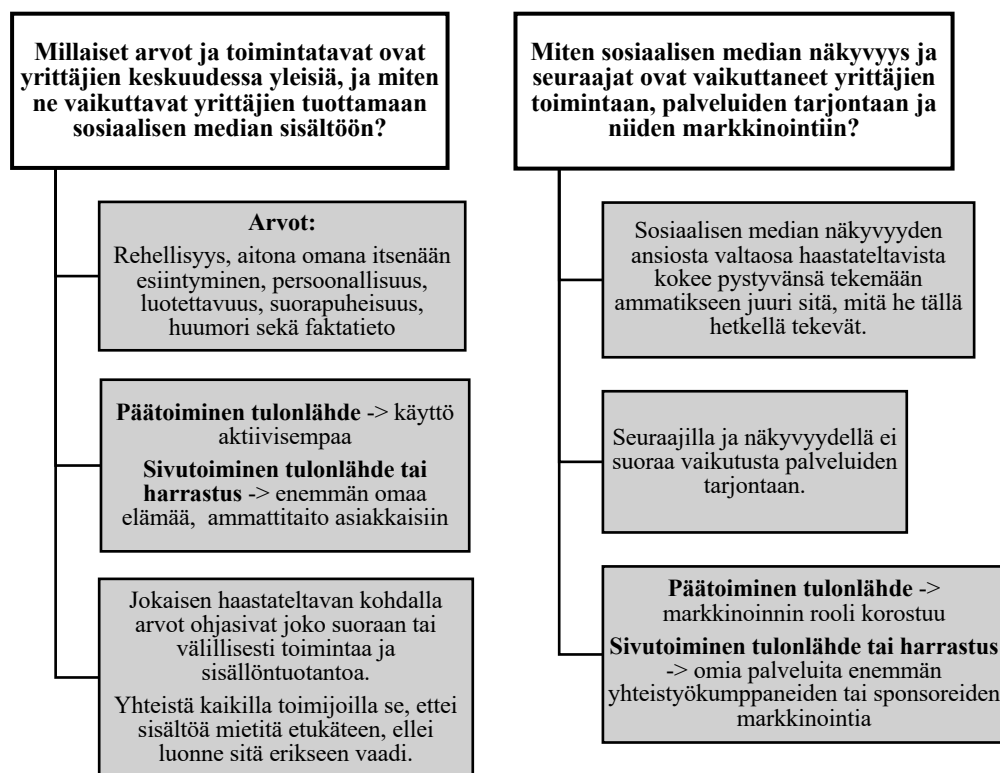 Millaiset arvot ja toimintatavat ovat
yrittäjien keskuudessa yleisiä, ja miten
ne vaikuttavat yrittäjien tuottamaan
sosiaalisen median sisältöön?
Arvot:
Rehellisyys, aitona omana itsenään
esiintyminen, persoonallisuus,
luotettavuus, suorapuheisuus,
huumori sekä faktatieto
Päätoiminen tulonlähde -> käyttö
aktiivisempaa
Sivutoiminen tulonlähde tai
harrastus -> enemmän omaa
elämää, ammattitaito asiakkaisiin
Jokaisen haastateltavan kohdalla
arvot ohjasivat joko suoraan tai
välillisesti toimintaa ja
sisällöntuotantoa.
Yhteistä kaikilla toimijoilla se, ettei
sisältöä mietitä etukäteen, ellei
luonne sitä erikseen vaadi.
Miten sosiaalisen median näkyvyys ja
seuraajat ovat vaikuttaneet yrittäjien
toimintaan, palveluiden tarjontaan ja
niiden markkinointiin?
Sosiaalisen median näkyvyyden
ansiosta valtaosa haastateltavista
kokee pystyvänsä tekemään
ammatikseen juuri sitä, mitä he tällä
hetkellä tekevät.
Seuraajilla ja näkyvyydellä ei
suoraa vaikutusta palveluiden
tarjontaan.
Päätoiminen tulonlähde ->
markkinoinnin rooli korostuu
Sivutoiminen tulonlähde tai harrastus
-> omia palveluita enemmän
yhteistyökumppaneiden tai sponsoreiden
markkinointia